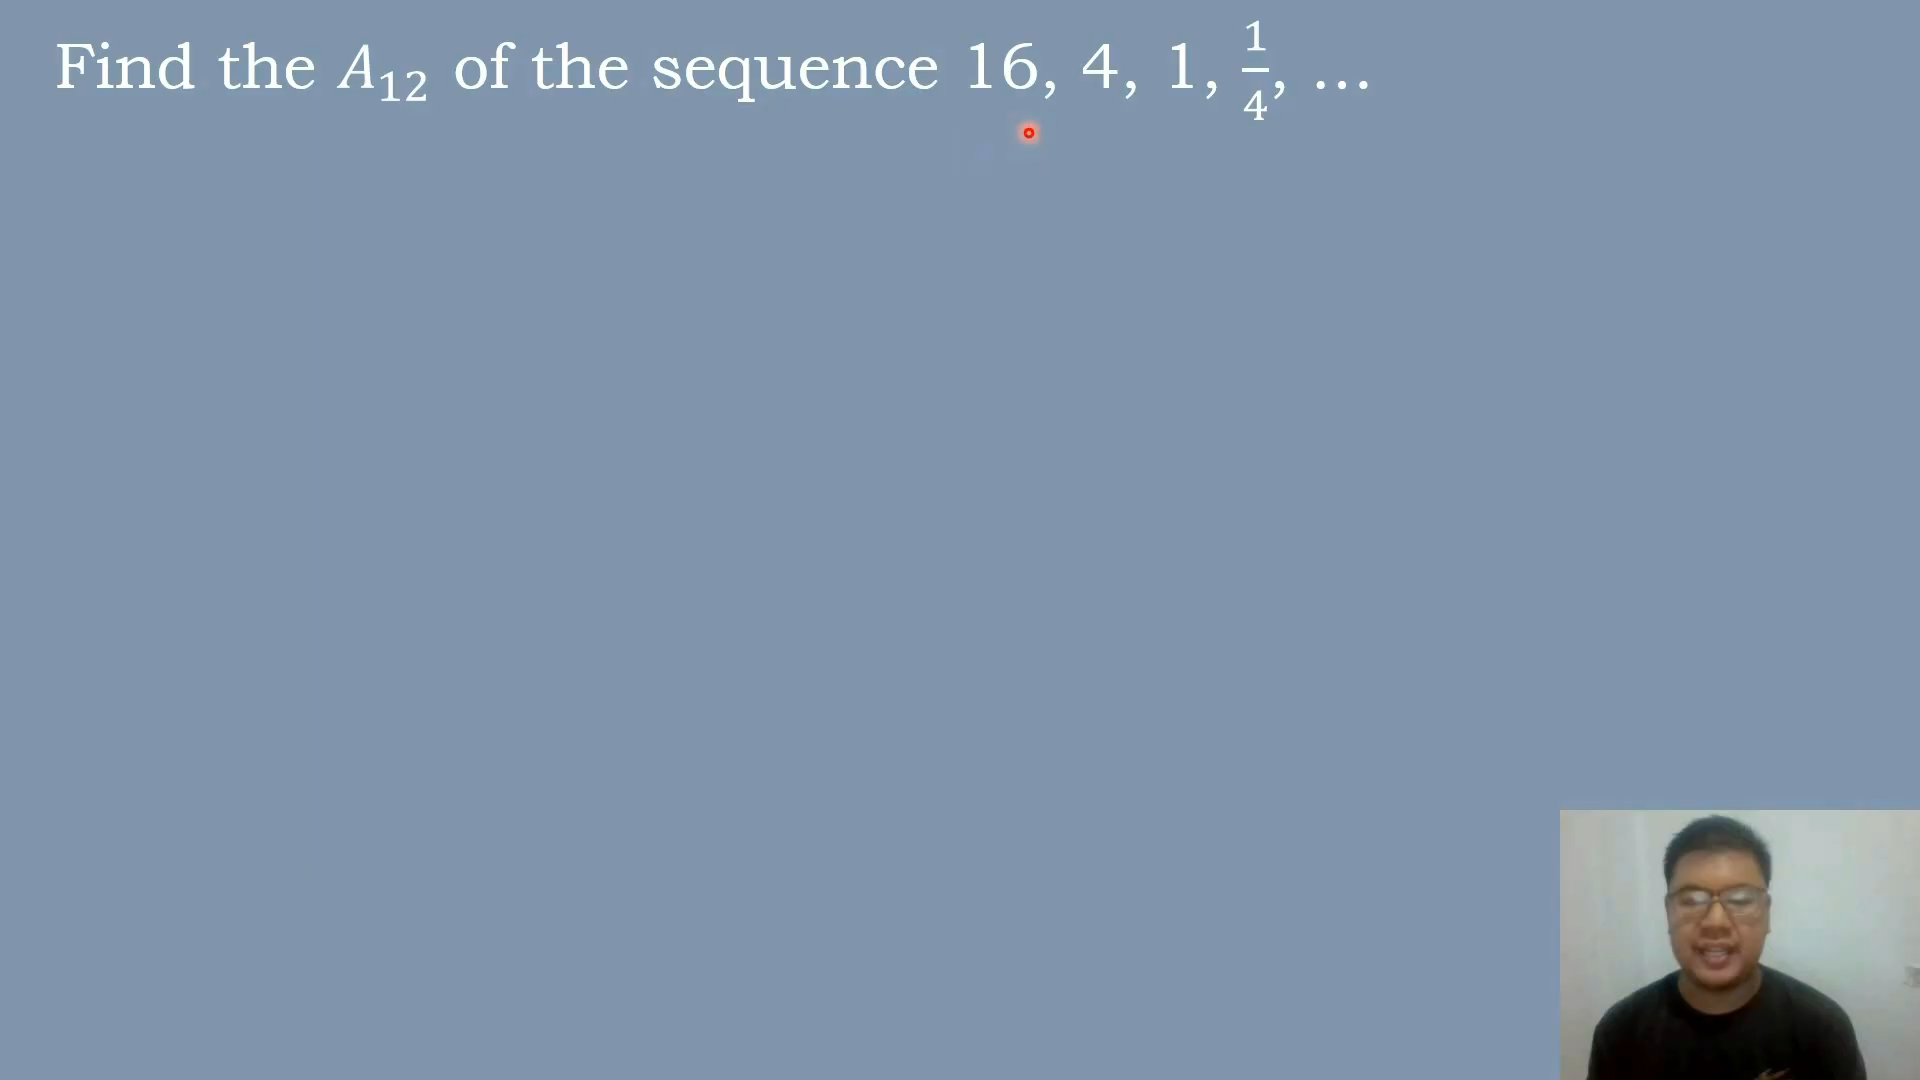 Find the A₁₂ of the sequence 16, 4, 1, 1/4, ...